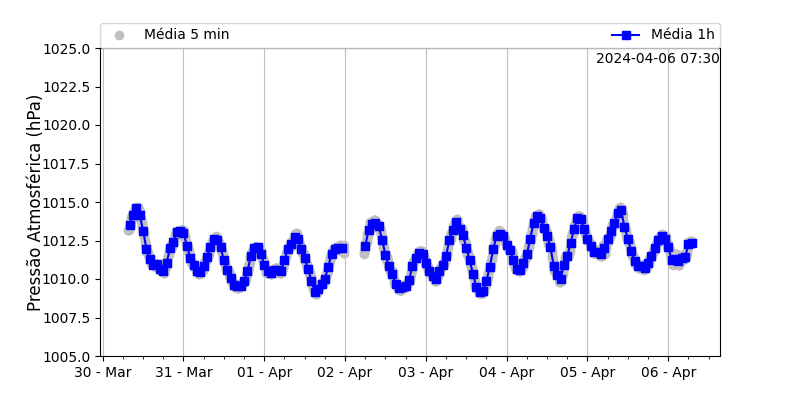 Média 5 min
Média 1h
2024-04-06 07:30
Pressão Atmosférica (hPa)
1025.0
1022.5
1020.0
1017.5
1015.0
1012.5
1010.0
1007.5
1005.0
30 - Mar
31 - Mar
01 - Apr
02 - Apr
03 - Apr
04 - Apr
05 - Apr
06 - Apr